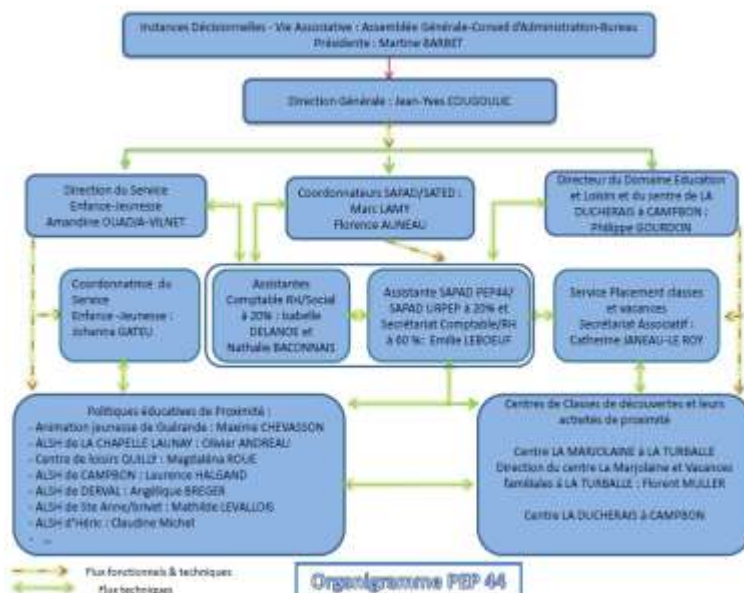 Instances Décisionnelles - Vie Associative : Assemblée Générale-Conseil d'Administration-Bureau
Présidente : Martine BARBET
Direction Générale : Jean-Yves
Direction du Service
Enfance-Jeunesse
Amandine OUADJA-VILNET
Coordonnateurs SAPAD/SATED :
Marc LAMY
Florence AUNEAU
Directeur du Domaine Education
et Loisirs et du sentre de LA
DUCHERAIS à CAMPBON :
Philippe GOURDON
Coordonnatrice du
Service
Enfance -Jeunesse :
Johanna GATEU
Assistantes
Comptable RH/Social
à 20% : Isabelle
DELANOE et
Nathalie BACONNAIS
Assistante SAPAD PEP44/
SAPAD URPEP à 20% et
Secrétariat Comptable/RH
à 60 %: Emilie LEBOEUF
Service Placement classes
et vacances
Secrétariat Associatif :
Catherine JANEAU-LE ROY
Politiques éducatives de Proximité :
- Animation jeunesse de Guérande : Maxime CHEVASSON
- ALSH de LA CHAPELLE LAUNAY : Olivier ANDREAU
- Centre de loisirs QUILLY : Magdaléna ROUE
- ALSH de CAMPBON : Laurence HALGAND
- ALSH de DERVAL : Angélique BREGER
- ALSH de Ste Anne/brivet : Mathilde LEVALLOIS
- ALSH d'Héric : Claudine Michel
- ...
Centres de Classes de découvertes et leurs
activités de proximité
Centre LA MARJOLAINE à LA TURBALLE
Direction du centre La Marjolaine et Vacances
familiales à LA TURBALLE : Florent MULLER
Centre LA DUCHERAIS à CAMPBON
Flux fonctionnels & techniques
Flux techniques
Organigramme PEP 44